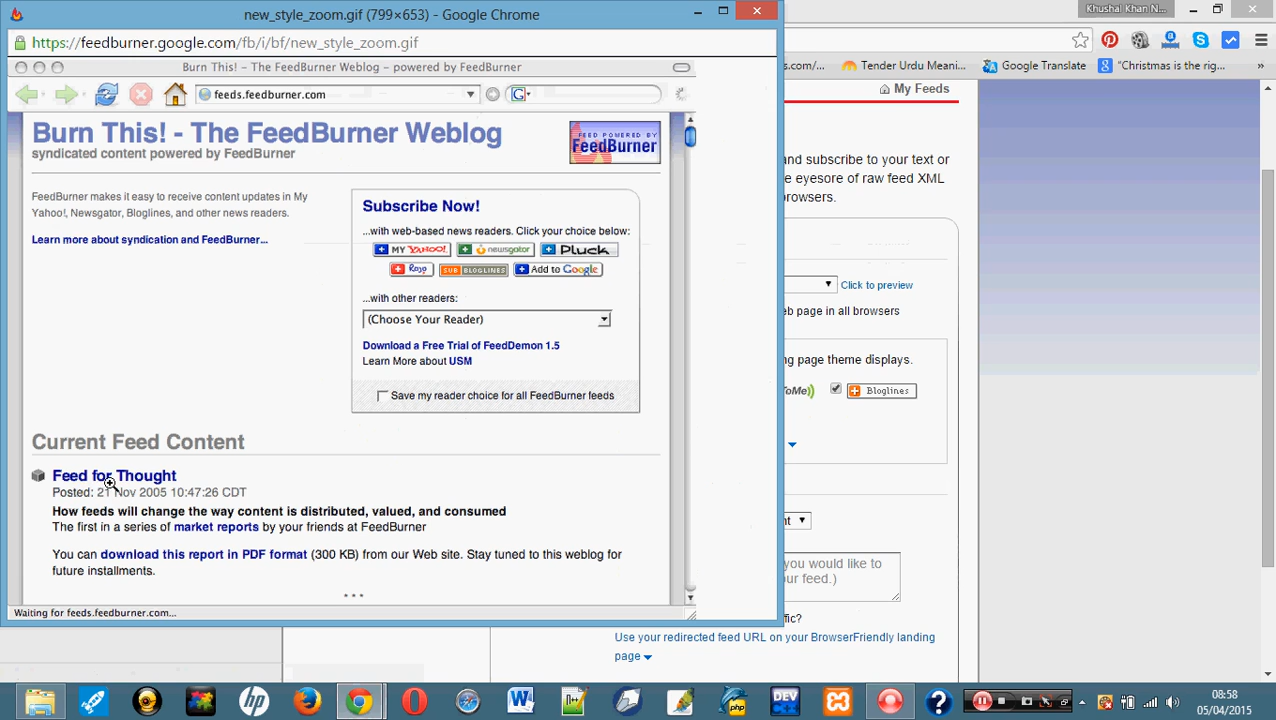 new_style_zoom.gif (799×653) - Google Chrome
https://feedburner.google.com/fb/i/bf/new_style_zoom.gif
Burn This! – The FeedBurner Weblog – powered by FeedBurner
feeds.feedburner.com
G
Burn This! - The FeedBurner Weblog
syndicated content powered by FeedBurner
FEED POWERED BY
FeedBurner
FeedBurner makes it easy to receive content updates in My
Yahoo!, Newsgator, Bloglines, and other news readers.
Learn more about syndication and FeedBurner...
Subscribe Now!
...with web-based news readers. Click your choice below:
MY YAHOO!
newsgator
Pluck
Rojo
SUB BLOGLINES
Add to Google
...with other readers:
(Choose Your Reader)
Download a Free Trial of FeedDemon 1.5
Learn More about USM
Save my reader choice for all FeedBurner feeds
Current Feed Content
Feed for Thought
Posted: 21 Nov 2005 10:47:26 CDT
How feeds will change the way content is distributed, valued, and consumed
The first in a series of market reports by your friends at FeedBurner
You can download this report in PDF format (300 KB) from our Web site. Stay tuned to this weblog for
future installments.
Waiting for feeds.feedburner.com...
Khushal Khan N...
s.com/...
Tender Urdu Meani...
Google Translate
"Christmas is the rig...
»
My Feeds
and subscribe to your text or
e eyesore of raw feed XML
browsers.
Click to preview
eb page in all browsers
ng page theme displays.
ToMe)
Bloglines
nt
you would like to
our feed.)
ffic?
Use your redirected feed URL on your BrowserFriendly landing
page
hp
W
php
DEV
C++
?
08:58
05/04/2015